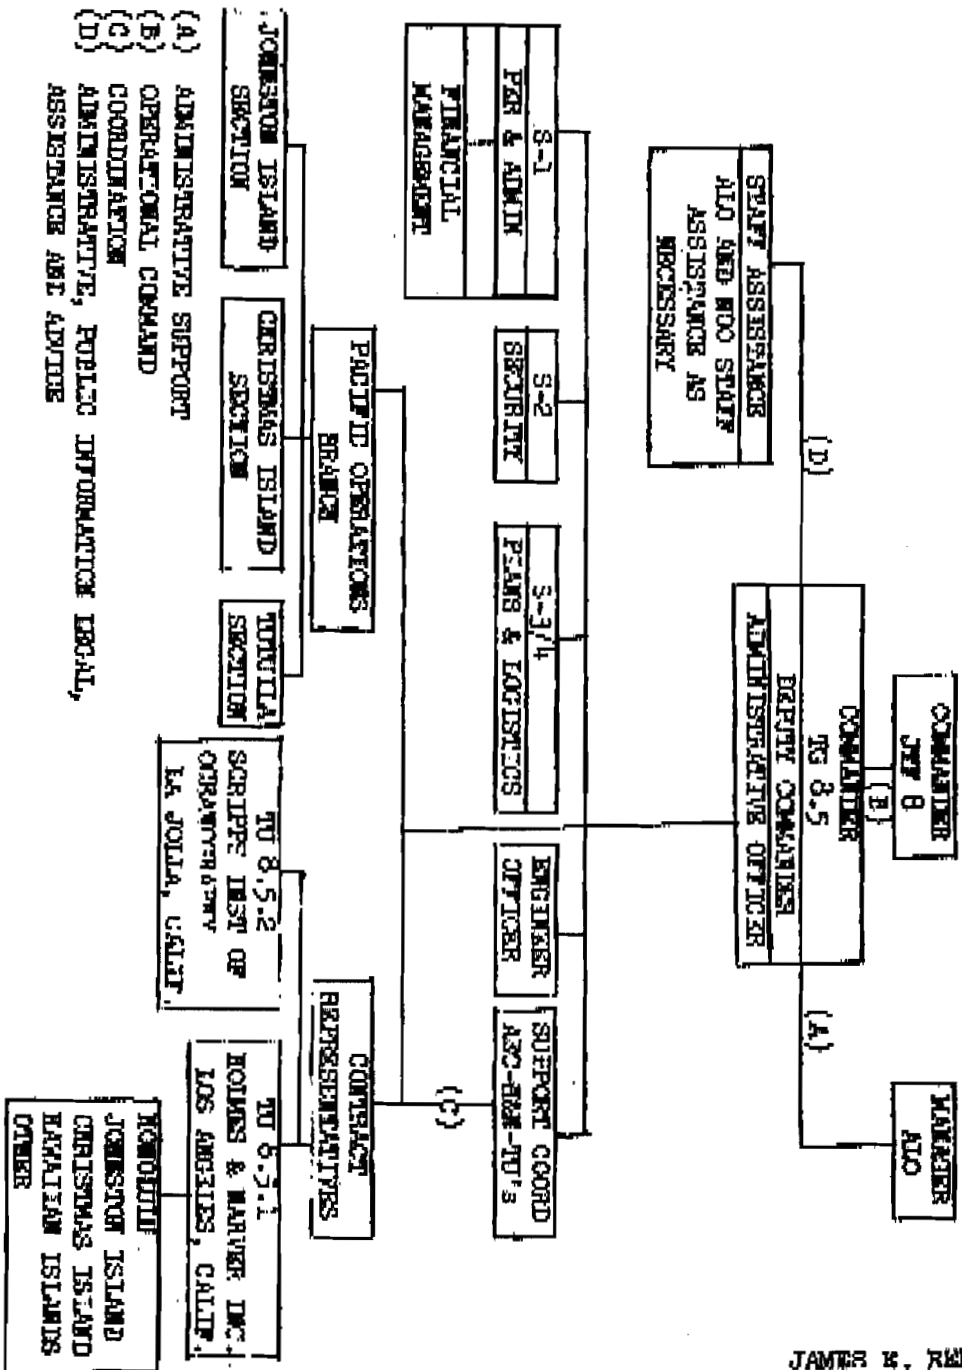 COMMANDER
JTF 8
(B)
MANAGER
ALO
COMMANDER
TG 8.5
DEPUTY COMMANDER
ADMINISTRATIVE OFFICER
(D)
(A)
STAFF ASSISTANCE
ALO AND NOO STAFF
ASSISTANCE AS
NECESSARY
S-1
PER & ADMIN
FINANCIAL
MANAGEMENT
S-2
SECURITY
S-3/4
PLANS & LOGISTICS
ENGINEER
OFFICER
SUPPORT COORD
AEC-H&N-TU's
(C)
PACIFIC OPERATIONS
BRANCH
CONTRACT
REPRESENTATIVES
JOHNSTON ISLAND
SECTION
CHRISTMAS ISLAND
SECTION
TUTUILA
SECTION
TU 8.5.2
SCRIPPS INST OF
OCEANOGRAPHY
LA JOLLA, CALIF.
TU 8.5.1
HOLMES & NARVER INC.
LOS ANGELES, CALIF.
HONOLULU
JOHNSTON ISLAND
CHRISTMAS ISLAND
HAWAIIAN ISLANDS
OTHER
(A) ADMINISTRATIVE SUPPORT
(B) OPERATIONAL COMMAND
(C) COORDINATION
(D) ADMINISTRATIVE, PUBLIC INFORMATION LEGAL,
ASSISTANCE AND ADVICE
JAMES E. RE